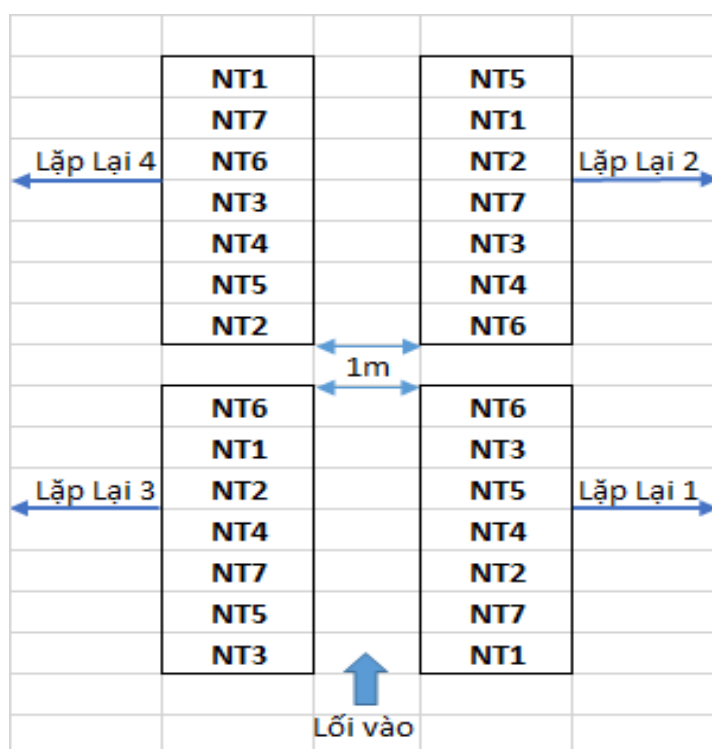 NT1 NT5
NT7 NT1
Lặp Lại 4 NT6 NT2 Lặp Lại 2
NT3 NT7
NT4 NT3
NT5 NT4
NT2 NT6
1m
NT6 NT6
NT1 NT3
Lặp Lại 3 NT2 NT5 Lặp Lại 1
NT4 NT4
NT7 NT2
NT5 NT7
NT3 NT1
Lối vào